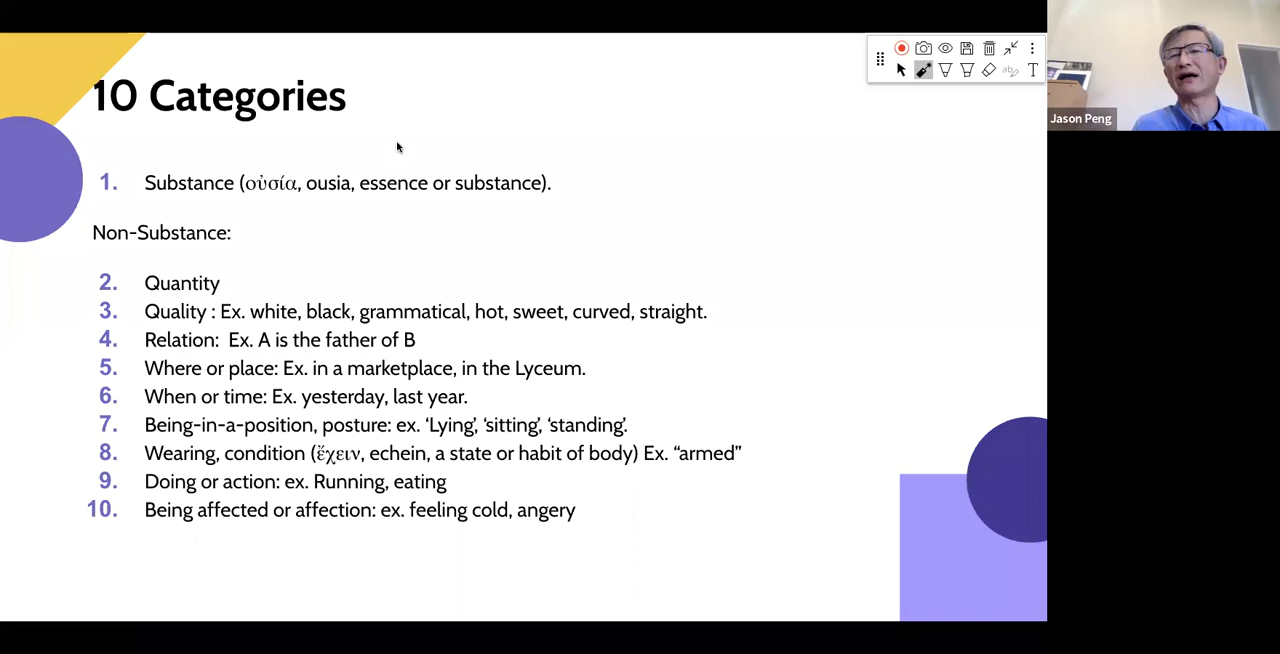 10 Categories
1. Substance (οὐσία, ousia, essence or substance).
Non-Substance:
2. Quantity
3. Quality : Ex. white, black, grammatical, hot, sweet, curved, straight.
4. Relation: Ex. A is the father of B
5. Where or place: Ex. in a marketplace, in the Lyceum.
6. When or time: Ex. yesterday, last year.
7. Being-in-a-position, posture: ex. ‘Lying’, ‘sitting’, ‘standing’.
8. Wearing, condition (ἔχειν, echein, a state or habit of body) Ex. “armed”
9. Doing or action: ex. Running, eating
10. Being affected or affection: ex. feeling cold, angery
ab
T
Jason Peng